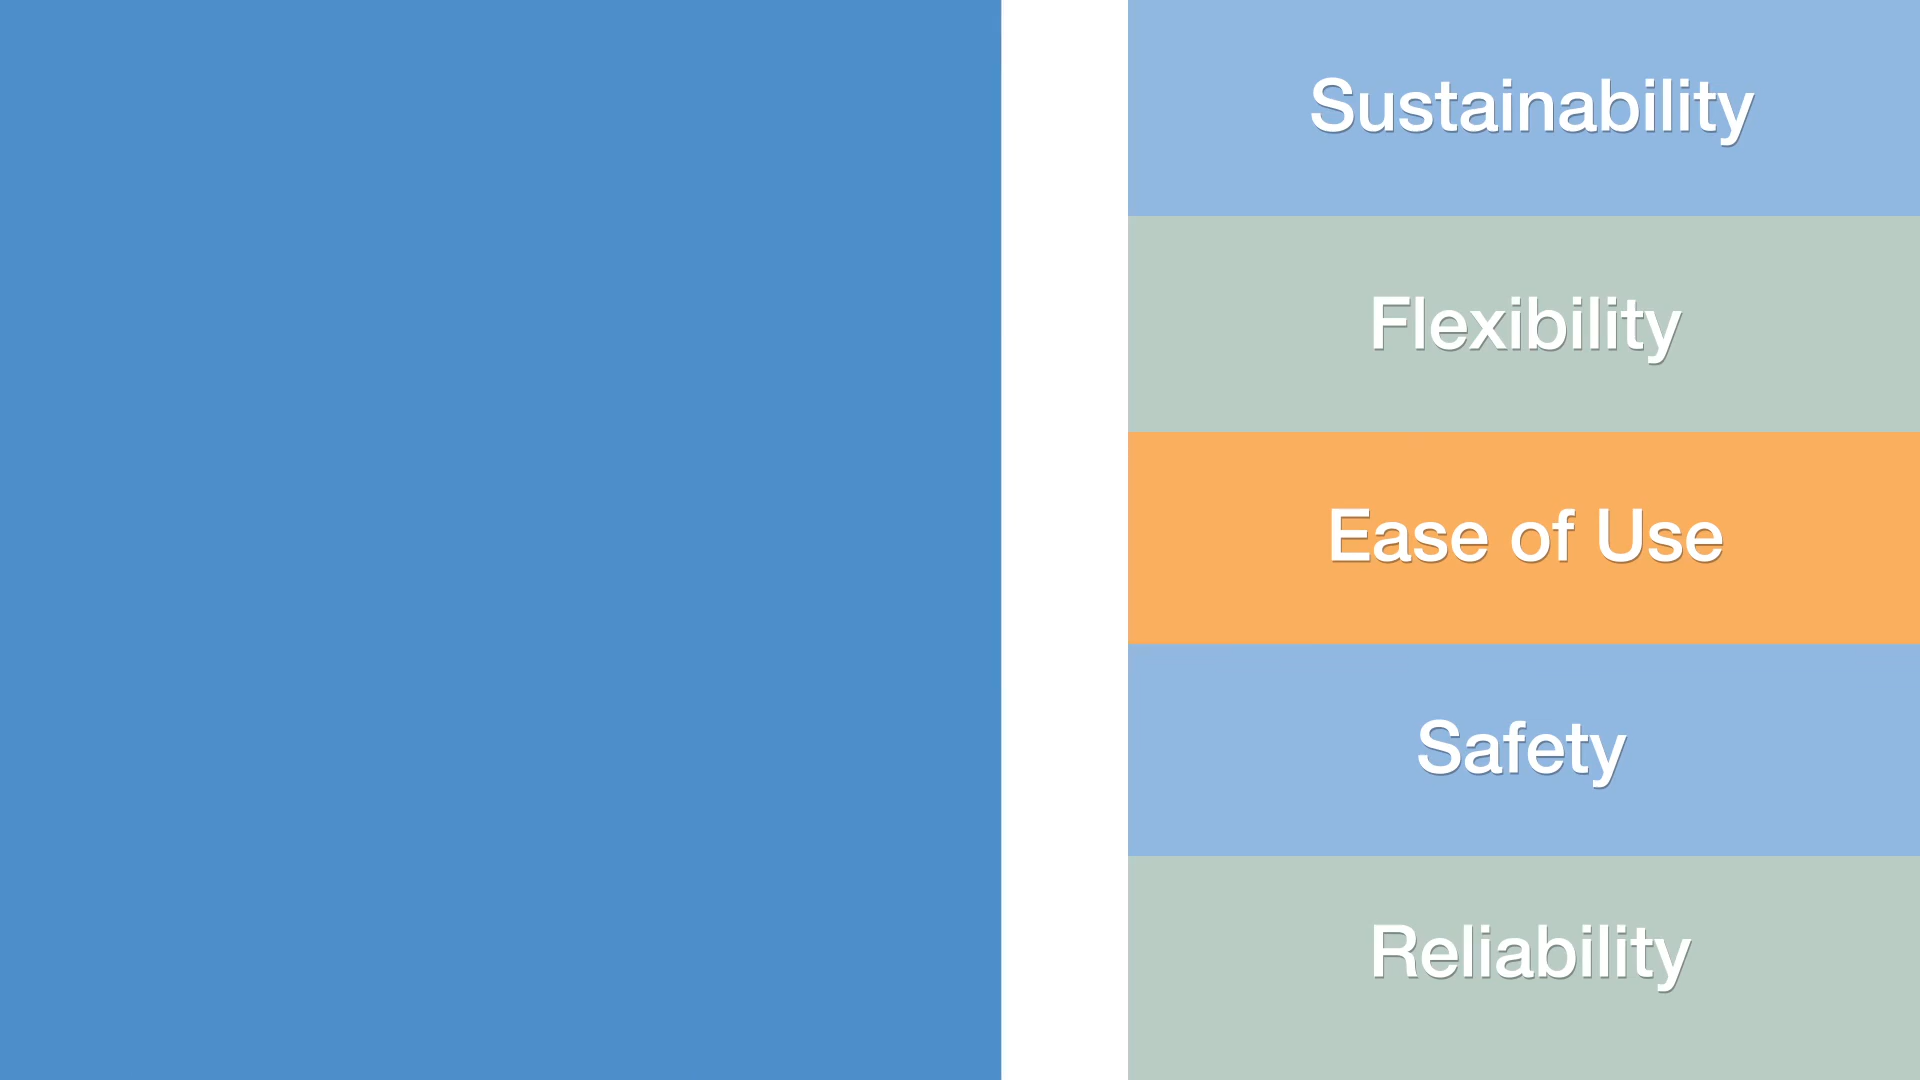 Sustainability
Flexibility
Ease of Use
Safety
Reliability